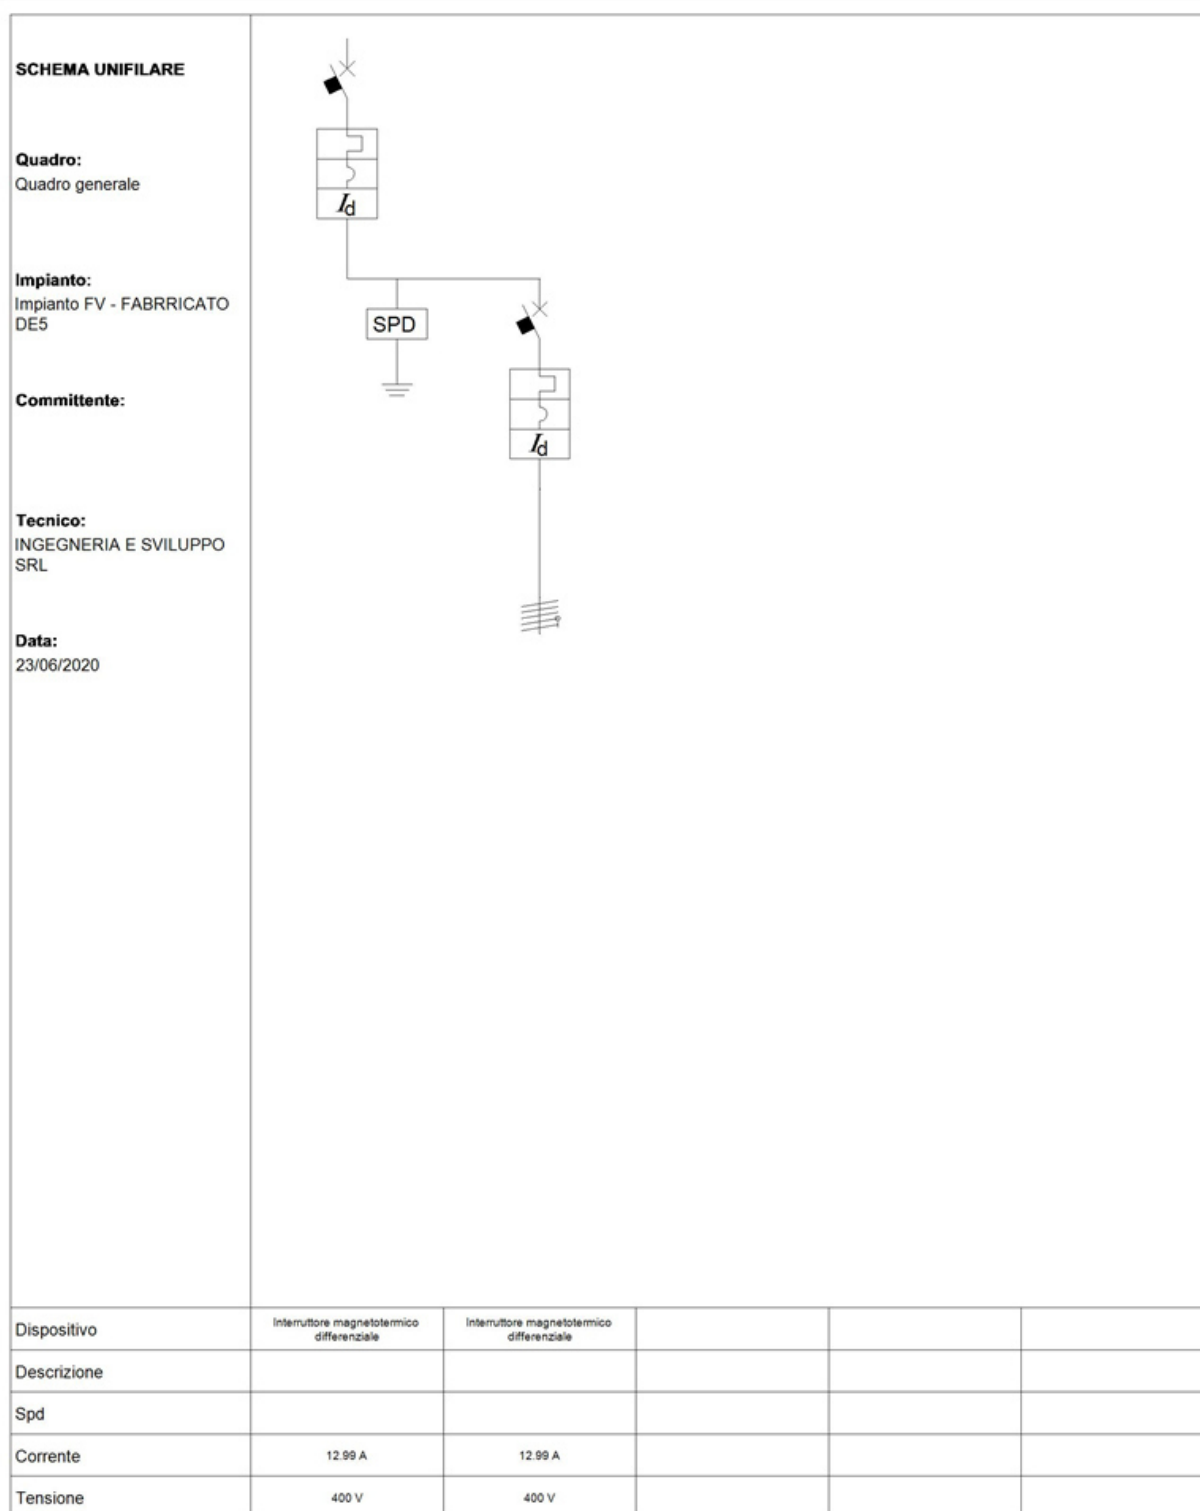 SCHEMA UNIFILARE
Quadro:
Quadro generale
Impianto:
Impianto FV - FABRRICATO
DE5
Committente:
Tecnico:
INGEGNERIA E SVILUPPO
SRL
Data:
23/06/2020
Id
SPD
Id
Dispositivo
Interruttore magnetotermico
differenziale
Interruttore magnetotermico
differenziale
Descrizione
Spd
Corrente
12.99 A
12.99 A
Tensione
400 V
400 V